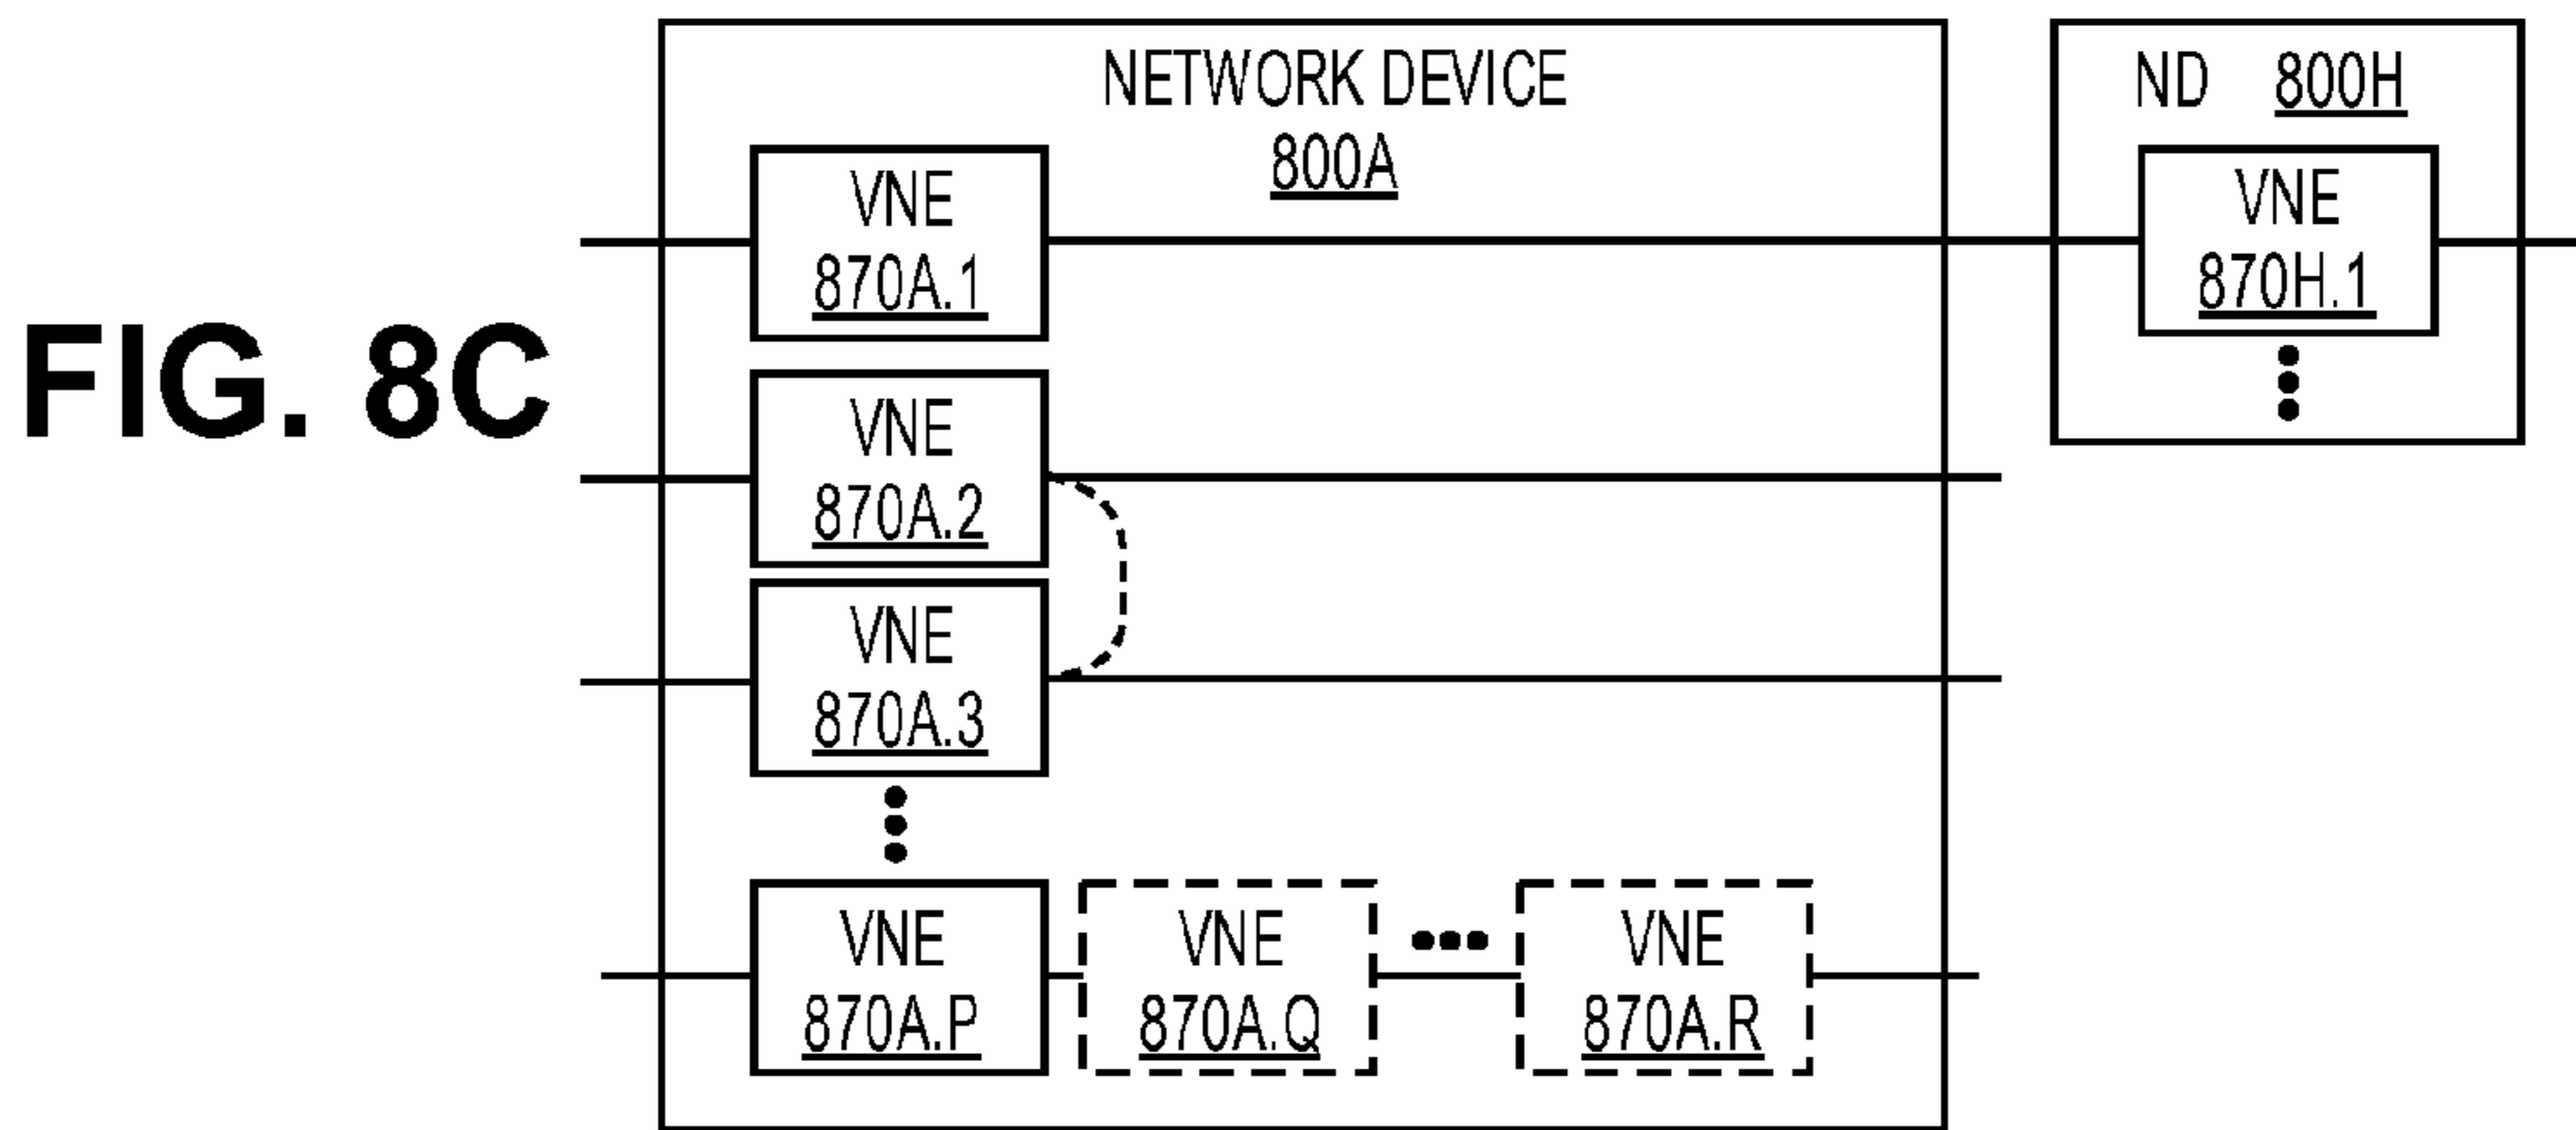 FIG. 8C
NETWORK DEVICE
800A
VNE
870A.1
VNE
870A.2
VNE
870A.3
VNE
870A.P
VNE
870A.Q
VNE
870A.R
ND 800H
VNE
870H.1